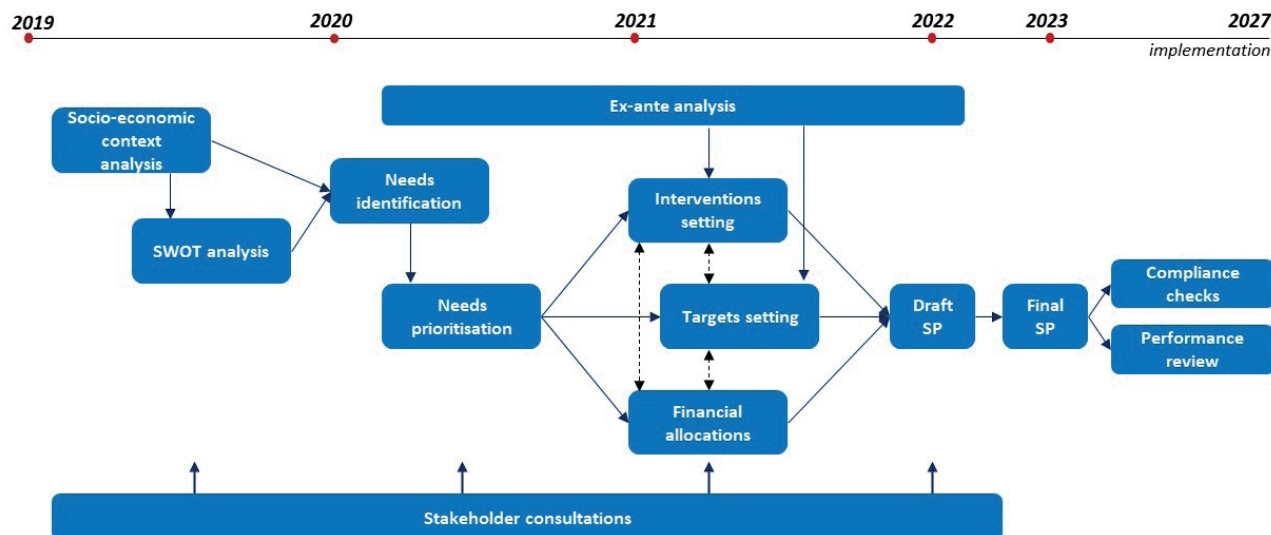 2019
2020
2021
2022
2023
2027
implementation
Ex-ante analysis
Socio-economic
context
analysis
Needs
identification
Interventions
setting
SWOT analysis
Needs
prioritisation
Targets setting
Draft
SP
Final
SP
Compliance
checks
Performance
review
Financial
allocations
Stakeholder consultations